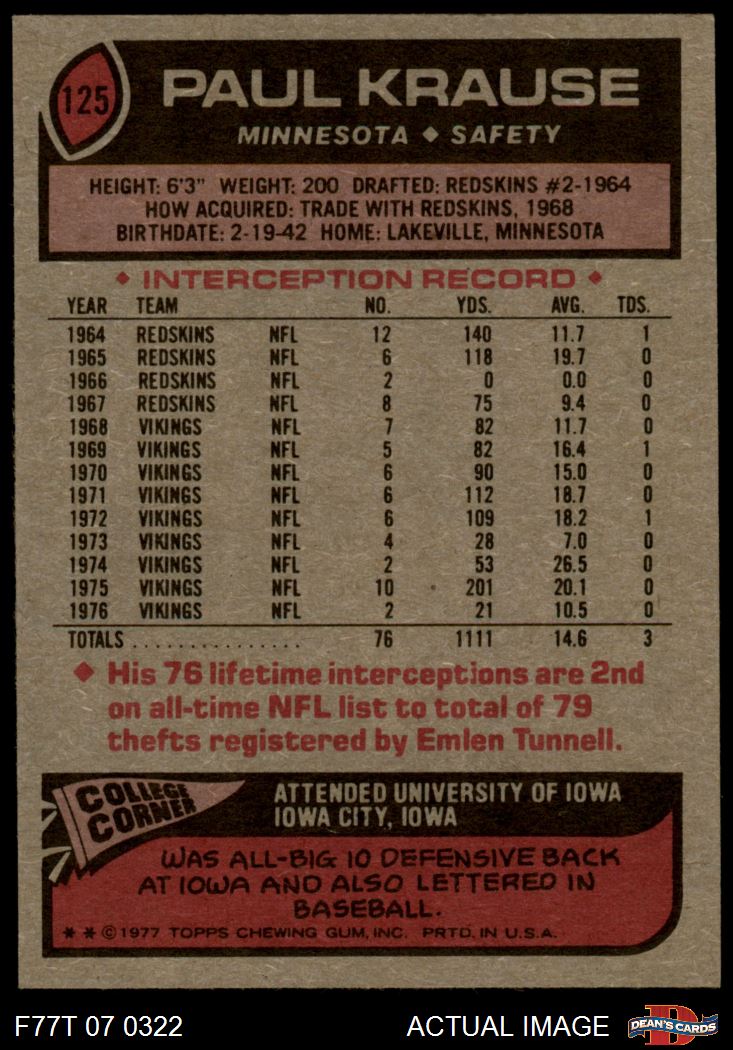 125
PAUL KRAUSE
MINNESOTA ◆ SAFETY
HEIGHT: 6'3" WEIGHT: 200 DRAFTED: REDSKINS #2-1964
HOW ACQUIRED: TRADE WITH REDSKINS, 1968
BIRTHDATE: 2-19-42 HOME: LAKEVILLE, MINNESOTA
◆ INTERCEPTION RECORD ◆
YEAR TEAM NO. YDS. AVG. TDS.
1964 REDSKINS NFL 12 140 11.7 1
1965 REDSKINS NFL 6 118 19.7 0
1966 REDSKINS NFL 2 0 0.0 0
1967 REDSKINS NFL 8 75 9.4 0
1968 VIKINGS NFL 7 82 11.7 0
1969 VIKINGS NFL 5 82 16.4 1
1970 VIKINGS NFL 6 90 15.0 0
1971 VIKINGS NFL 6 112 18.7 0
1972 VIKINGS NFL 6 109 18.2 1
1973 VIKINGS NFL 4 28 7.0 0
1974 VIKINGS NFL 2 53 26.5 0
1975 VIKINGS NFL 10 201 20.1 0
1976 VIKINGS NFL 2 21 10.5 0
TOTALS ................ 76 1111 14.6 3
◆ His 76 lifetime interceptions are 2nd
on all-time NFL list to total of 79
thefts registered by Emlen Tunnell.
COLLEGE
CORNER
ATTENDED UNIVERSITY OF IOWA
IOWA CITY, IOWA
WAS ALL-BIG 10 DEFENSIVE BACK
AT IOWA AND ALSO LETTERED IN
BASEBALL.
* * © 1977 TOPPS CHEWING GUM, INC. PRTD. IN U.S.A.
F77T 07 0322 ACTUAL IMAGE
D
DEAN'S CARDS